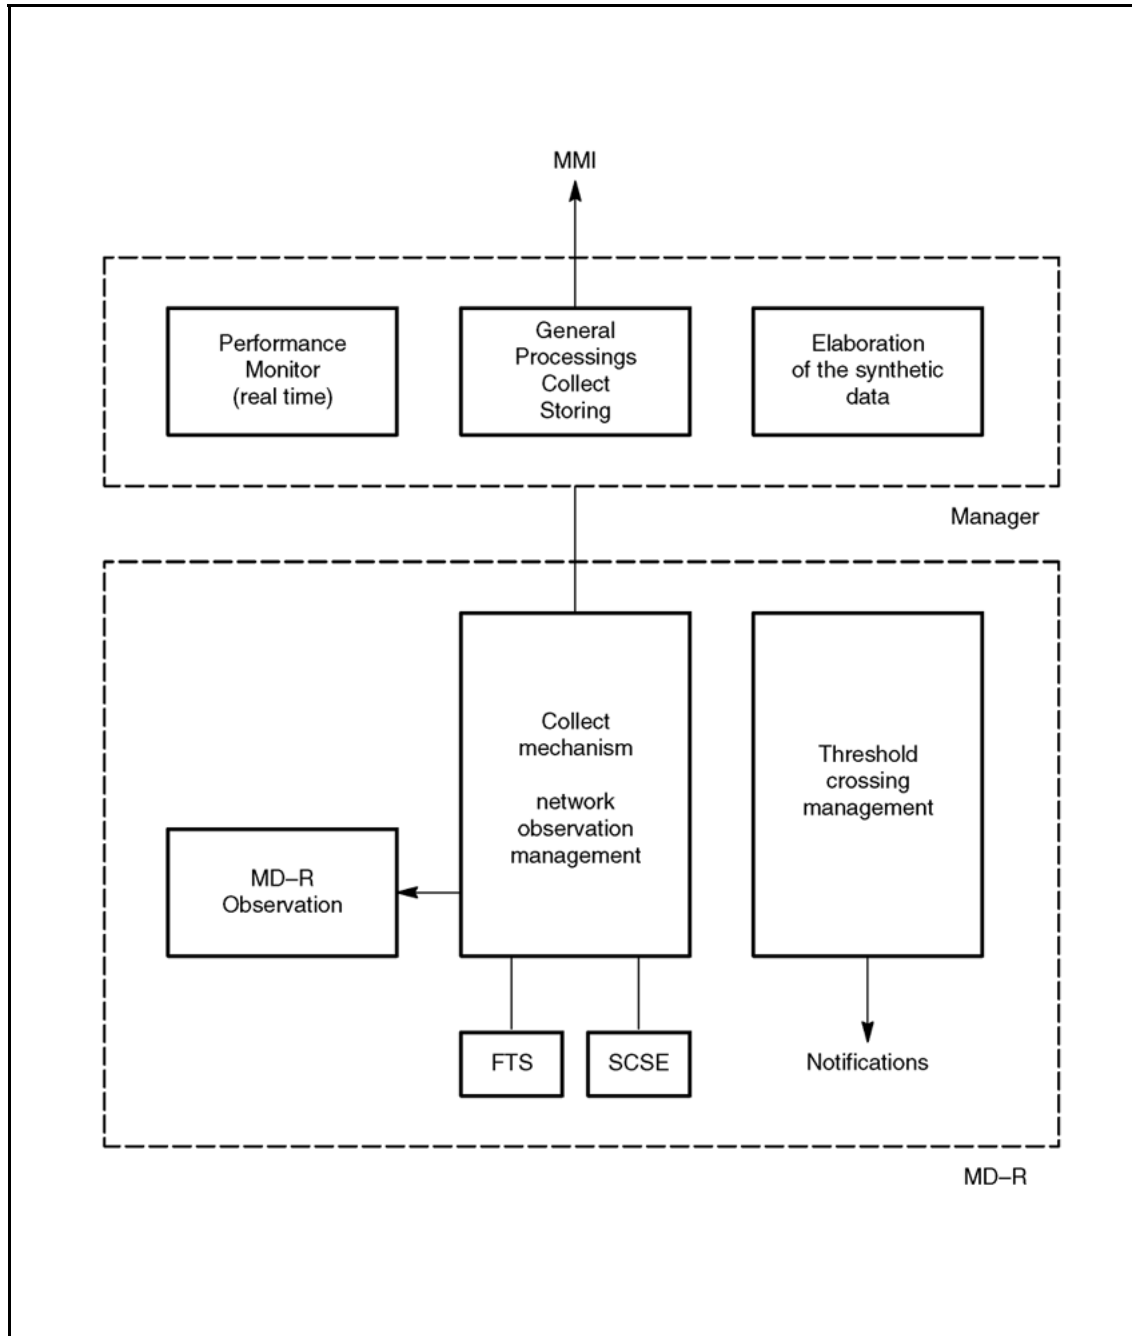 MMI
Performance
Monitor
(real time)
General
Processings
Collect
Storing
Elaboration
of the synthetic
data
Manager
Collect
mechanism
network
observation
management
Threshold
crossing
management
MD–R
Observation
FTS
SCSE
Notifications
MD–R